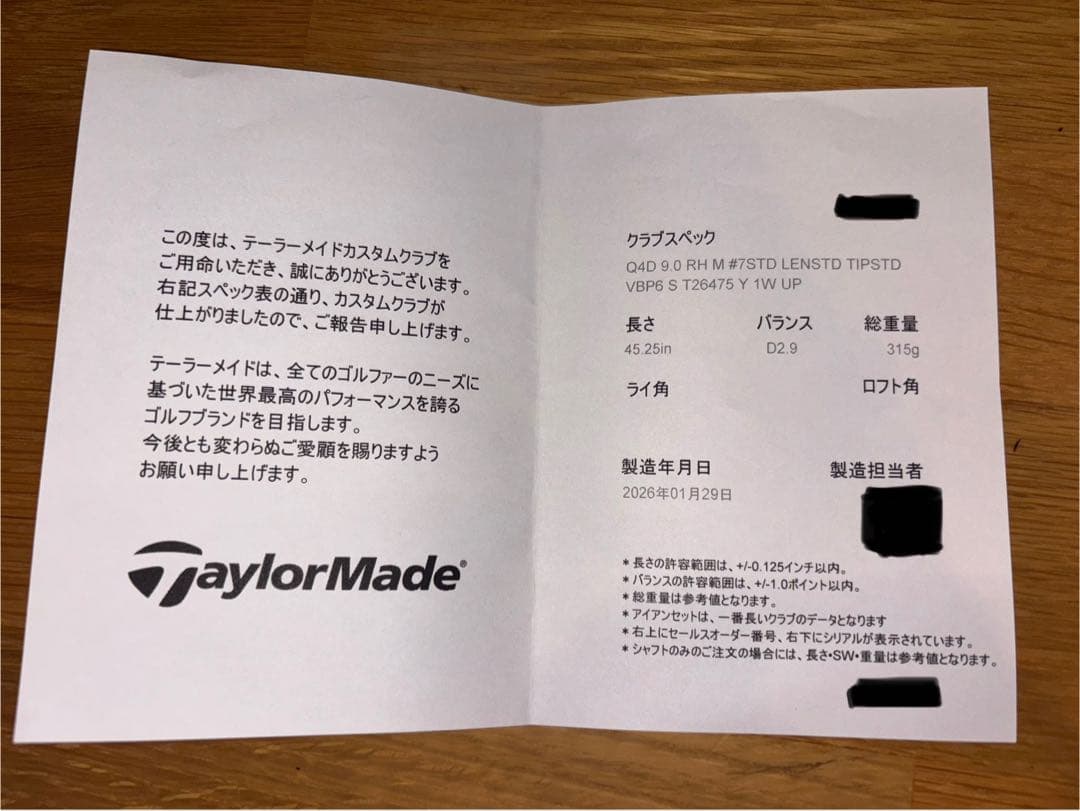 この度は、テーラーメイドカスタムクラブを
ご用命いただき、誠にありがとうございます。
右記スペック表の通り、カスタムクラブが
仕上がりましたので、ご報告申し上げます。
テーラーメイドは、全てのゴルファーのニーズに
基づいた世界最高のパフォーマンスを誇る
ゴルフブランドを目指します。
今後とも変わらぬご愛顧を賜りますよう
お願い申し上げます。
TaylorMade®
クラブスペック
Q4D 9.0 RH M #7STD LENSTD TIPSTD
VBP6 S T26475 Y 1W UP
長さ バランス 総重量
45.25in D2.9 315g
ライ角 ロフト角
製造年月日 製造担当者
2026年01月29日
* 長さの許容範囲は、+/-0.125インチ以内。
* バランスの許容範囲は、+/-1.0ポイント以内。
* 総重量は参考値となります。
* アイアンセットは、一番長いクラブのデータとなります
* 右上にセールスオーダー番号、右下にシリアルが表示されています。
* シャフトのみのご注文の場合には、長さ・SW・重量は参考値となります。